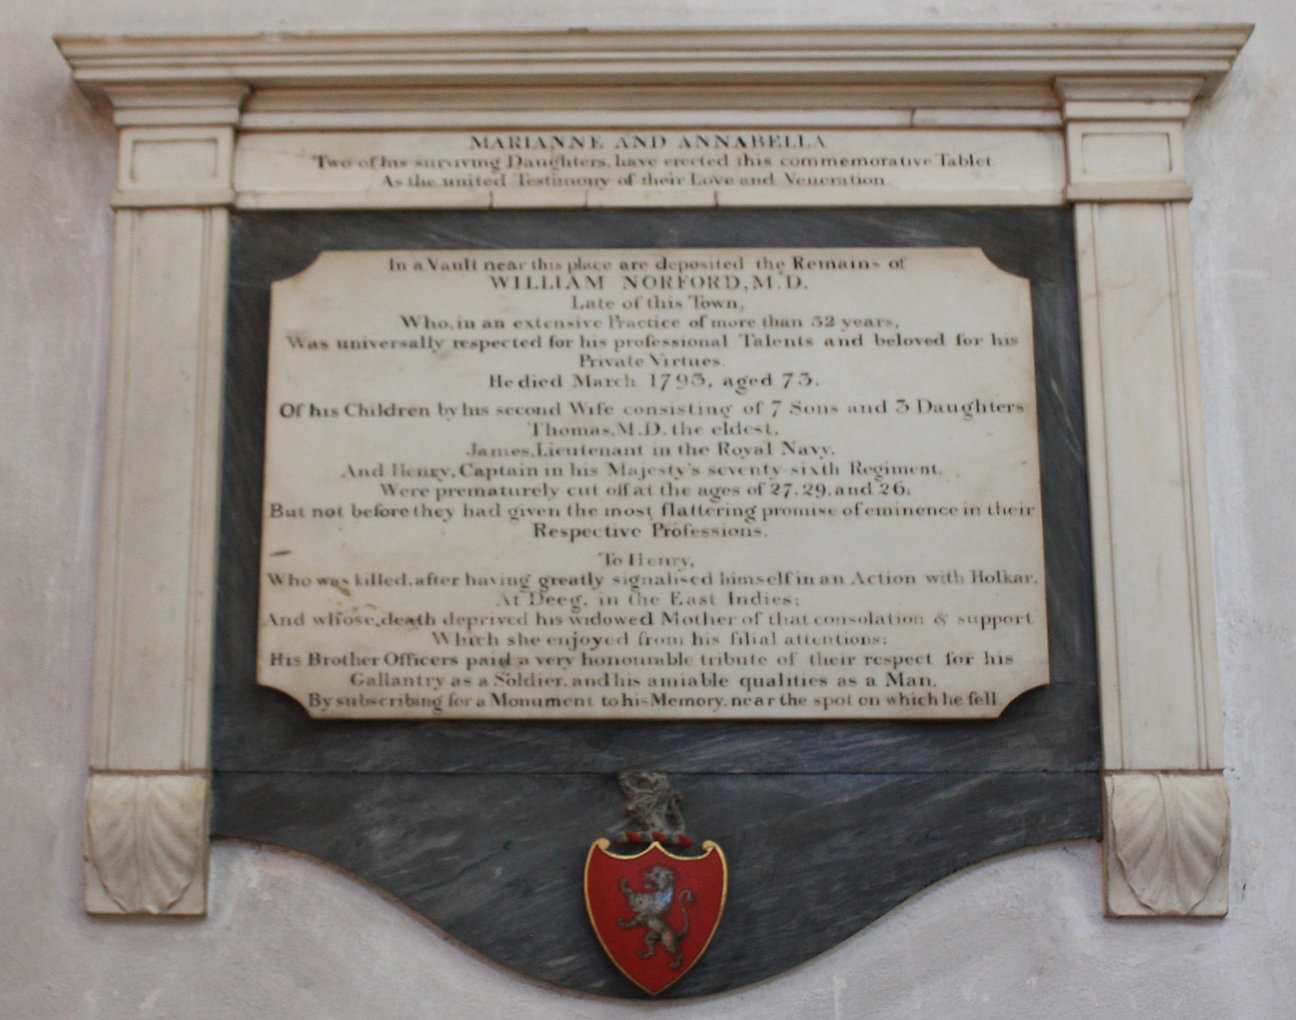 MARIANNE AND ANNABELLA
Two of his surviving Daughters, have erected this commemorative Tablet
As the united Testimony of their Love and Veneration
In a Vault near this place are deposited the Remains of
WILLIAM NORFORD, M.D.
Late of this Town,
Who, in an extensive Practice of more than 52 years,
Was universally respected for his professional Talents and beloved for his
Private Virtues.
He died March 1793, aged 73.
Of his Children by his second Wife consisting of 7 Sons and 3 Daughters
Thomas, M.D. the eldest,
James, Lieutenant in the Royal Navy,
And Henry, Captain in his Majesty's seventy-sixth Regiment,
Were prematurely cut off at the ages of 27, 29, and 26;
But not before they had given the most flattering promise of eminence in their
Respective Professions.
To Henry,
Who was killed, after having greatly signalised himself in an Action with Holkar,
At Deeg, in the East Indies;
And whose death deprived his widowed Mother of that consolation & support
Which she enjoyed from his filial attentions;
His Brother Officers paid a very honourable tribute of their respect for his
Gallantry as a Soldier, and his amiable qualities as a Man,
By subscribing for a Monument to his Memory, near the spot on which he fell.